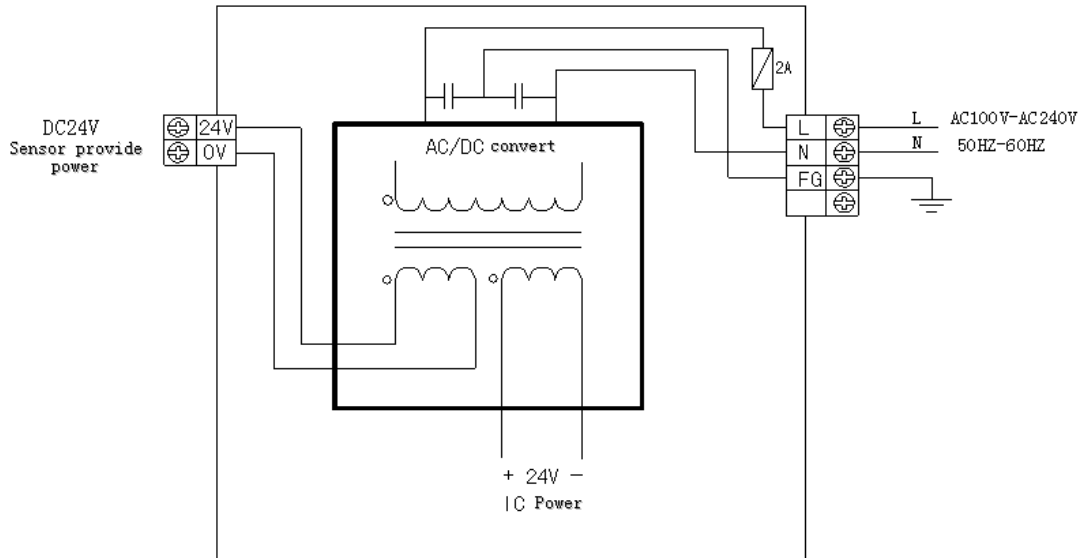 2A
DC24V
Sensor provide
power
24V
0V
AC/DC convert
L
N
FG
L
AC100V-AC240V
N
50HZ-60HZ
+ 24V −
IC Power